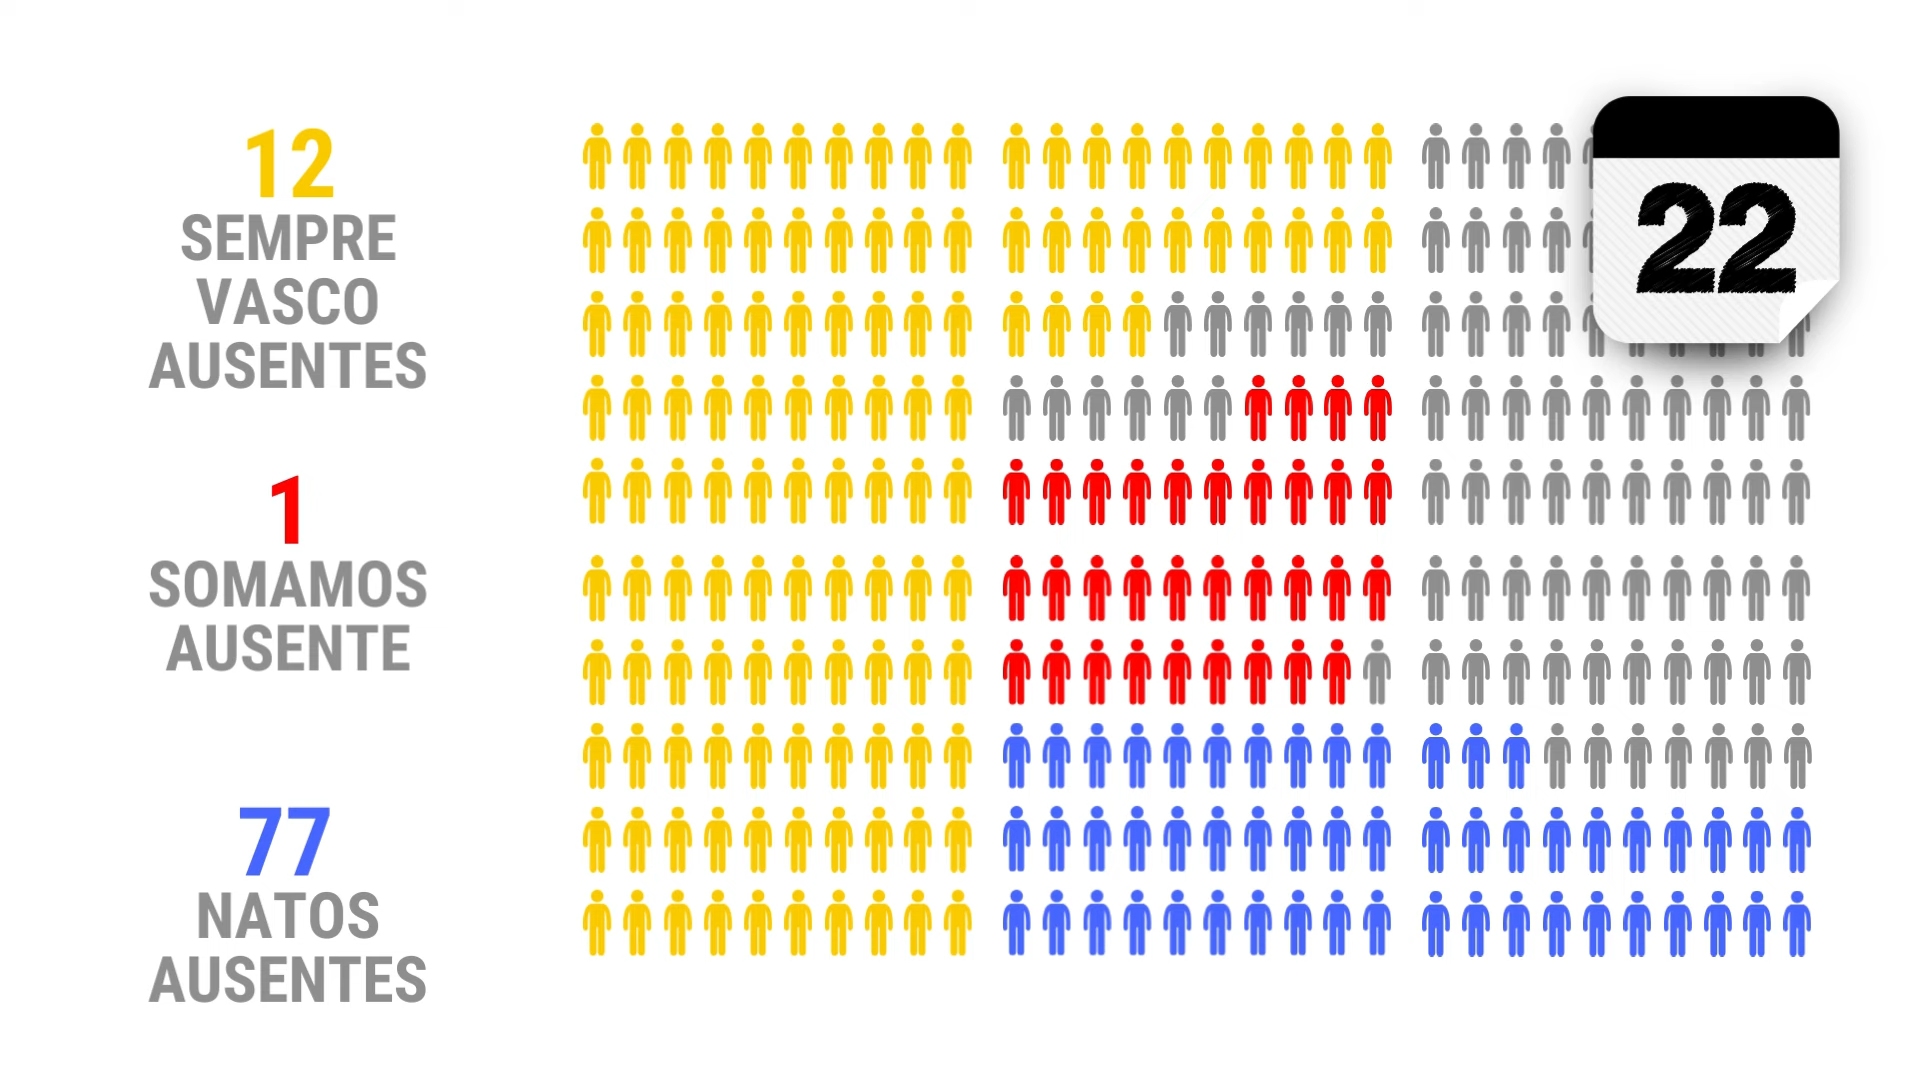 12
SEMPRE
VASCO
AUSENTES
1
SOMAMOS
AUSENTE
77
NATOS
AUSENTES
22